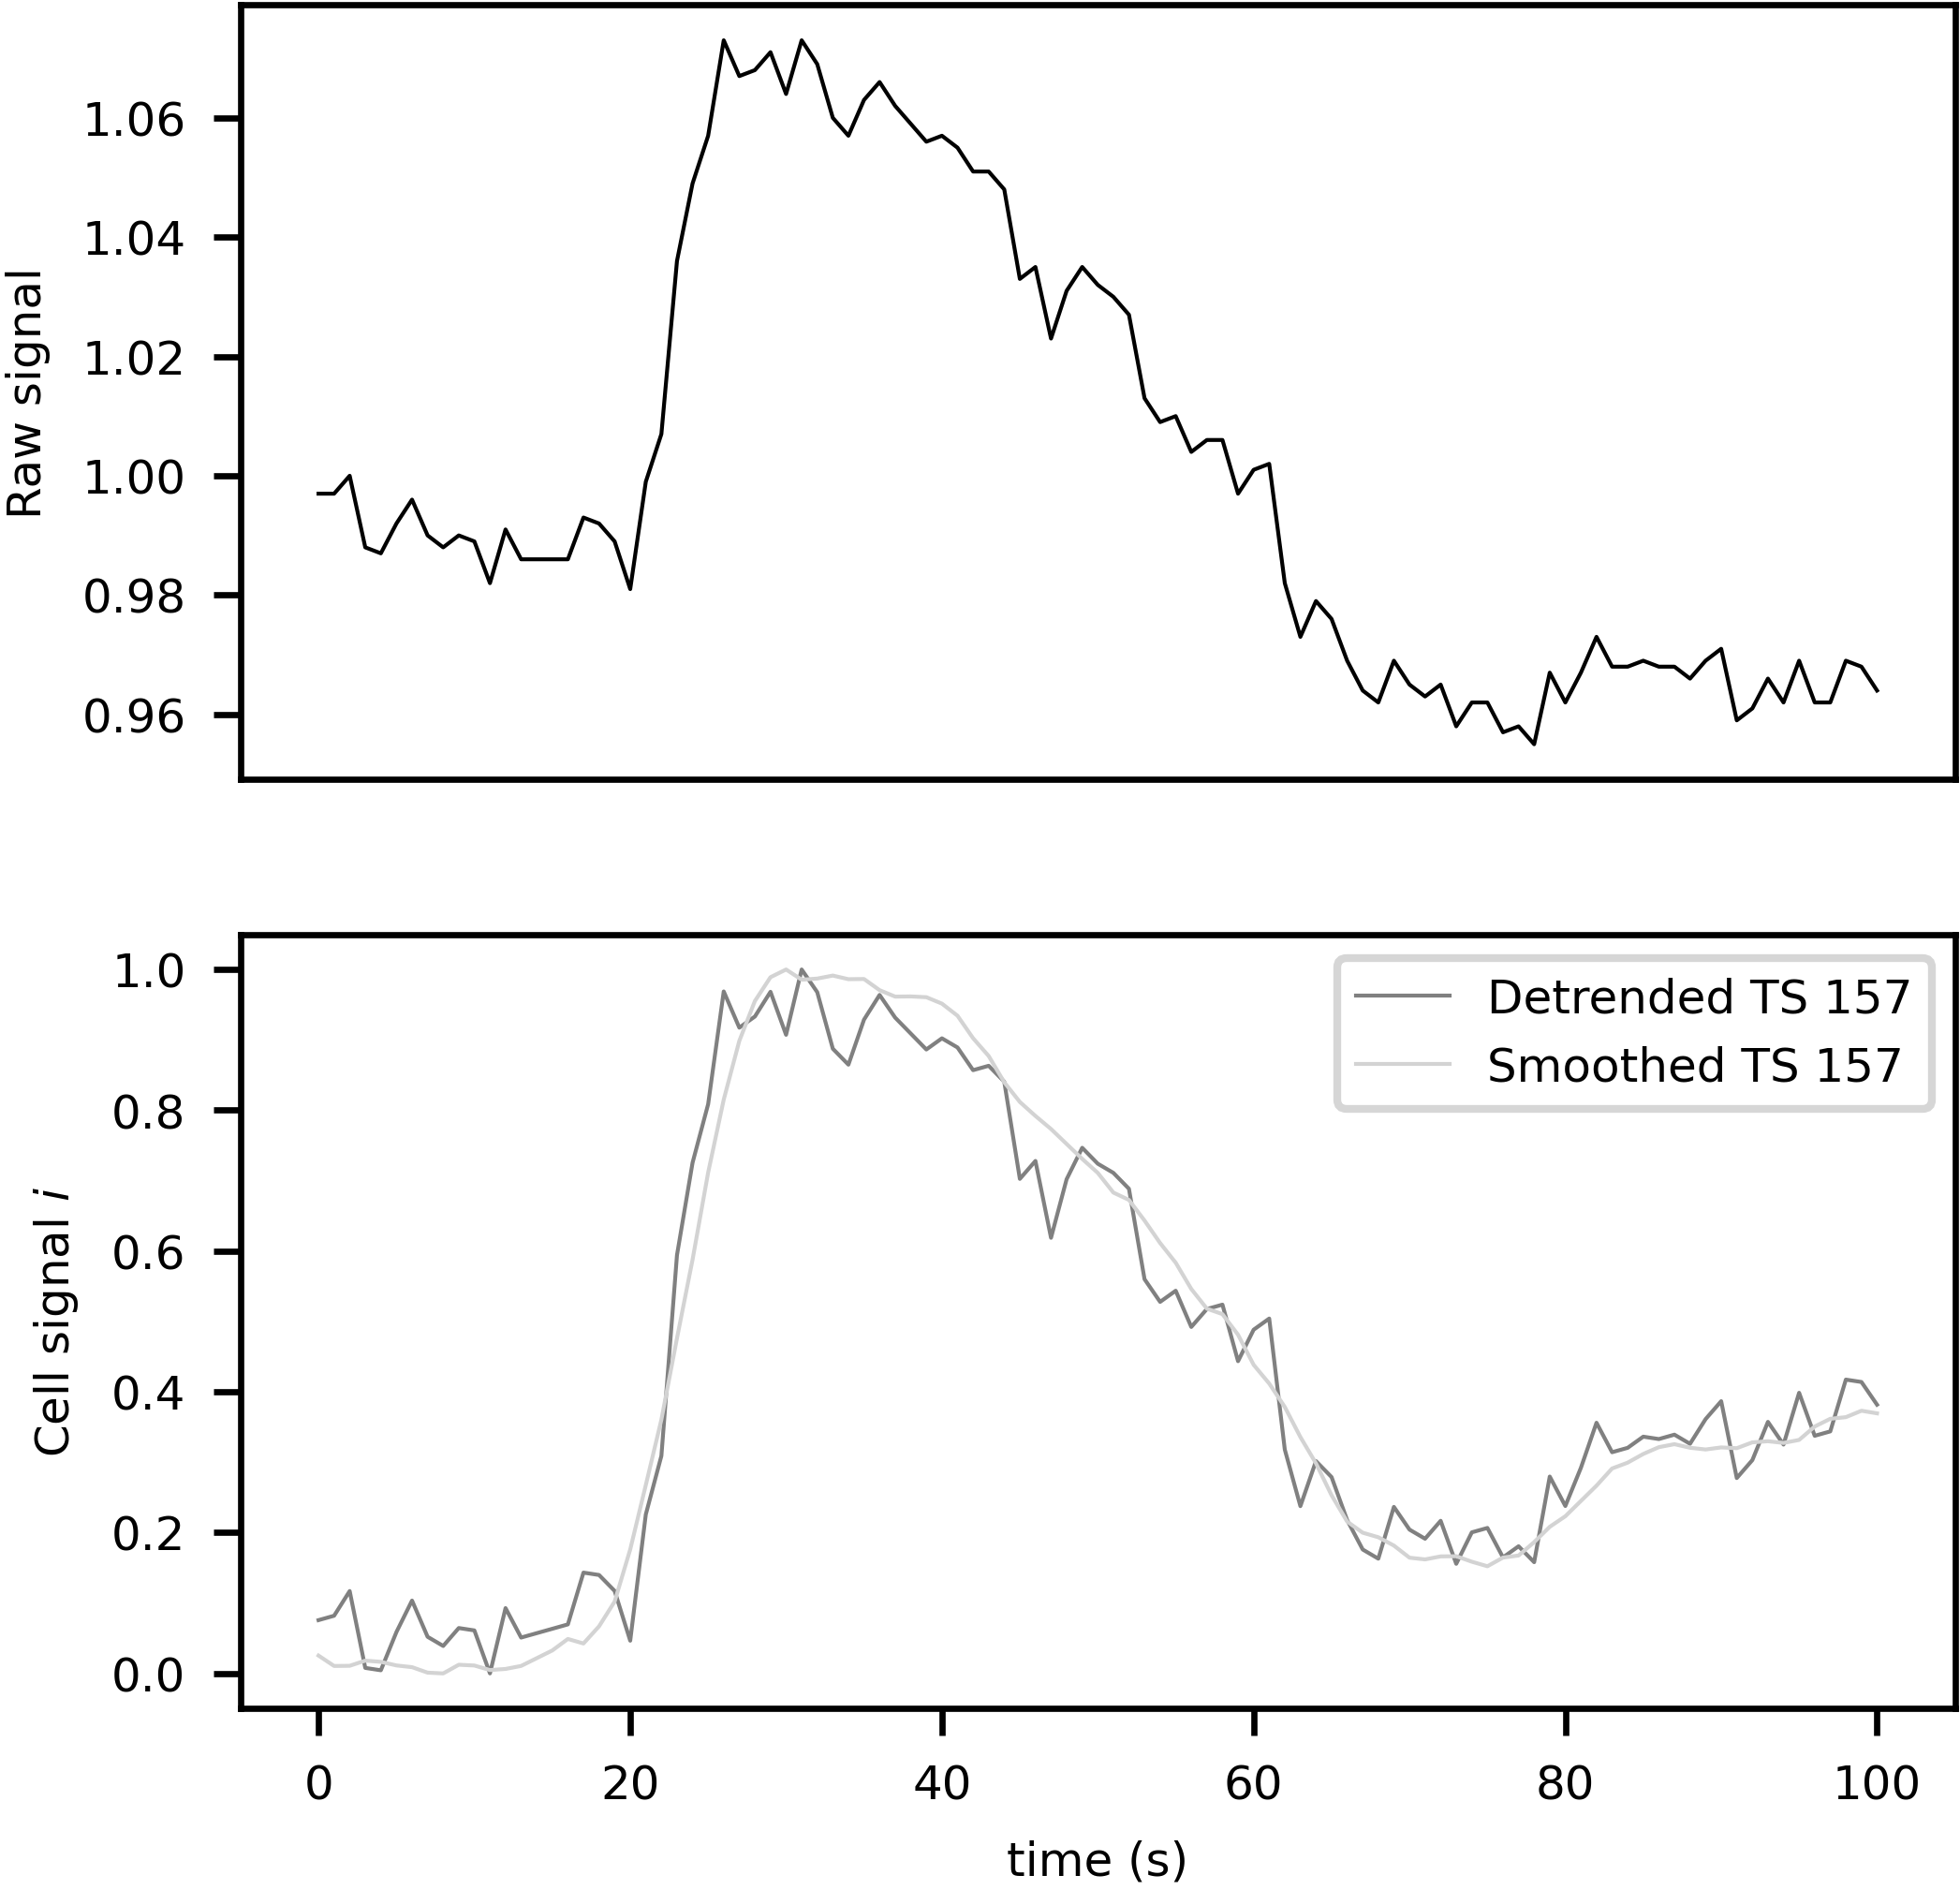 Raw signal
1.06
1.04
1.02
1.00
0.98
0.96
Cell signal i
1.0
0.8
0.6
0.4
0.2
0.0
Detrended TS 157
Smoothed TS 157
0 20 40 60 80 100
time (s)